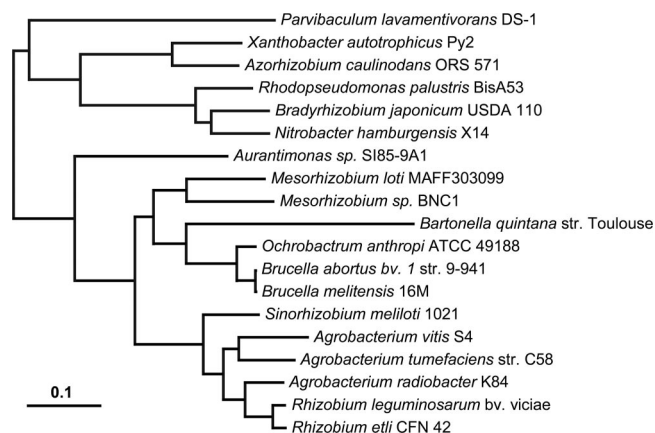 Parvibaculum lavamentivorans DS-1
Xanthobacter autotrophicus Py2
Azorhizobium caulinodans ORS 571
Rhodopseudomonas palustris BisA53
Bradyrhizobium japonicum USDA 110
Nitrobacter hamburgensis X14
Aurantimonas sp. SI85-9A1
Mesorhizobium loti MAFF303099
Mesorhizobium sp. BNC1
Bartonella quintana str. Toulouse
Ochrobactrum anthropi ATCC 49188
Brucella abortus bv. 1 str. 9-941
Brucella melitensis 16M
Sinorhizobium meliloti 1021
Agrobacterium vitis S4
Agrobacterium tumefaciens str. C58
Agrobacterium radiobacter K84
Rhizobium leguminosarum bv. viciae
Rhizobium etli CFN 42
0.1